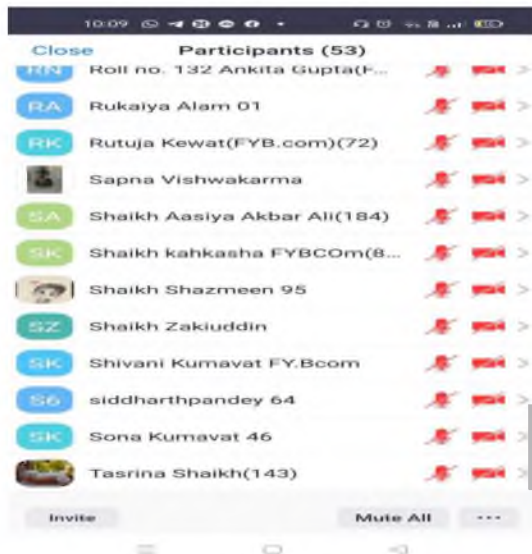 10:09
Close Participants (53)
RN Roll no. 132 Ankita Gupta(F...
RA Rukaiya Alam 01
RK Rutuja Kewat(FYB.com)(72)
Sapna Vishwakarma
SA Shaikh Aasiya Akbar Ali(184)
SK Shaikh kahkasha FYBCOm(8...
Shaikh Shazmeen 95
SZ Shaikh Zakiuddin
SK Shivani Kumavat FY.Bcom
S6 siddharthpandey 64
SK Sona Kumavat 46
Tasrina Shaikh(143)
Invite Mute All ...